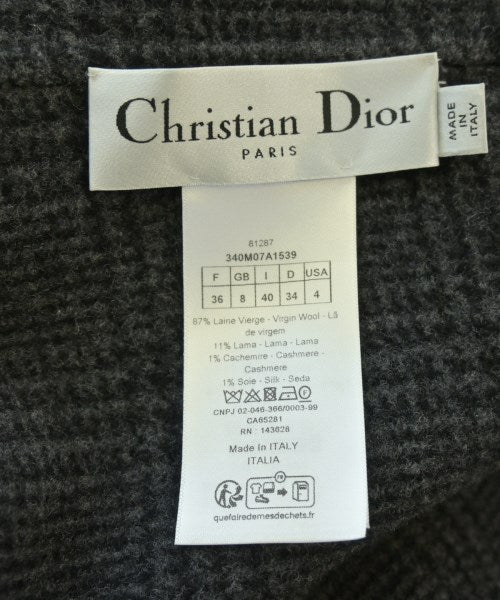 Christian Dior
PARIS
MADE
IN
ITALY
81287
340M07A1539
F GB I D USA
36 8 40 34 4
87% Laine Vierge - Virgin Wool - Lã
de virgem
11% Lama - Lama - Lama
1% Cachemire - Cashmere -
Cashmere
1% Soie - Silk - Seda
CNPJ 02-046-366/0003-99
CA65281
RN : 143628
Made In ITALY
ITALIA
FR
quefairedemesdechets.fr